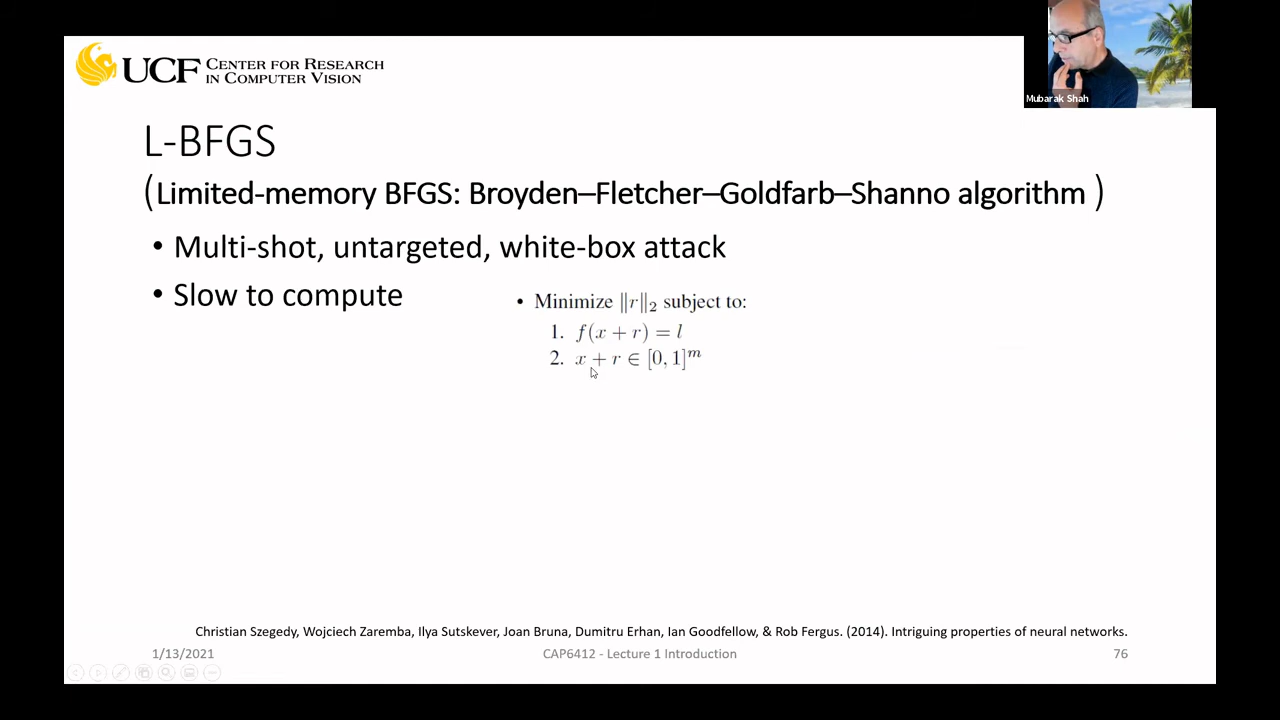 UCF CENTER FOR RESEARCH
IN COMPUTER VISION
Mubarak Shah
L-BFGS
(Limited-memory BFGS: Broyden–Fletcher–Goldfarb–Shanno algorithm )
• Multi-shot, untargeted, white-box attack
• Slow to compute
• Minimize ‖r‖₂ subject to:
1. f(x + r) = l
2. x + r ∈ [0, 1]ᵐ
Christian Szegedy, Wojciech Zaremba, Ilya Sutskever, Joan Bruna, Dumitru Erhan, Ian Goodfellow, & Rob Fergus. (2014). Intriguing properties of neural networks.
1/13/2021
CAP6412 - Lecture 1 Introduction
76